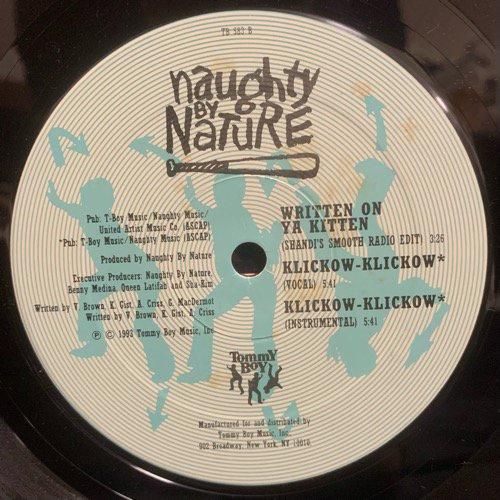 TB 583 B
naughty
BY
NATURE
Pub: T-Boy Music/Naughty Music/
United Artist Music Co. (ASCAP)
*Pub: T-Boy Music/Naughty Music (ASCAP)
Produced by Naughty By Nature
Executive Producers: Naughty By Nature,
Benny Medina, Queen Latifah and Sha-Kim
Written by V. Brown, K. Gist, A. Criss, G. MacDermot
Written by V. Brown, K. Gist, A. Criss
℗ © 1993 Tommy Boy Music, Inc
WRITTEN ON
YA KITTEN
(SHANDI'S SMOOTH RADIO EDIT) 3:26
KLICKOW-KLICKOW*
(VOCAL) 5:41
KLICKOW-KLICKOW*
(INSTRUMENTAL) 5:41
Tommy
Boy
Manufactured for and distributed by
Tommy Boy Music, Inc.,
902 Broadway, New York, NY 10010.